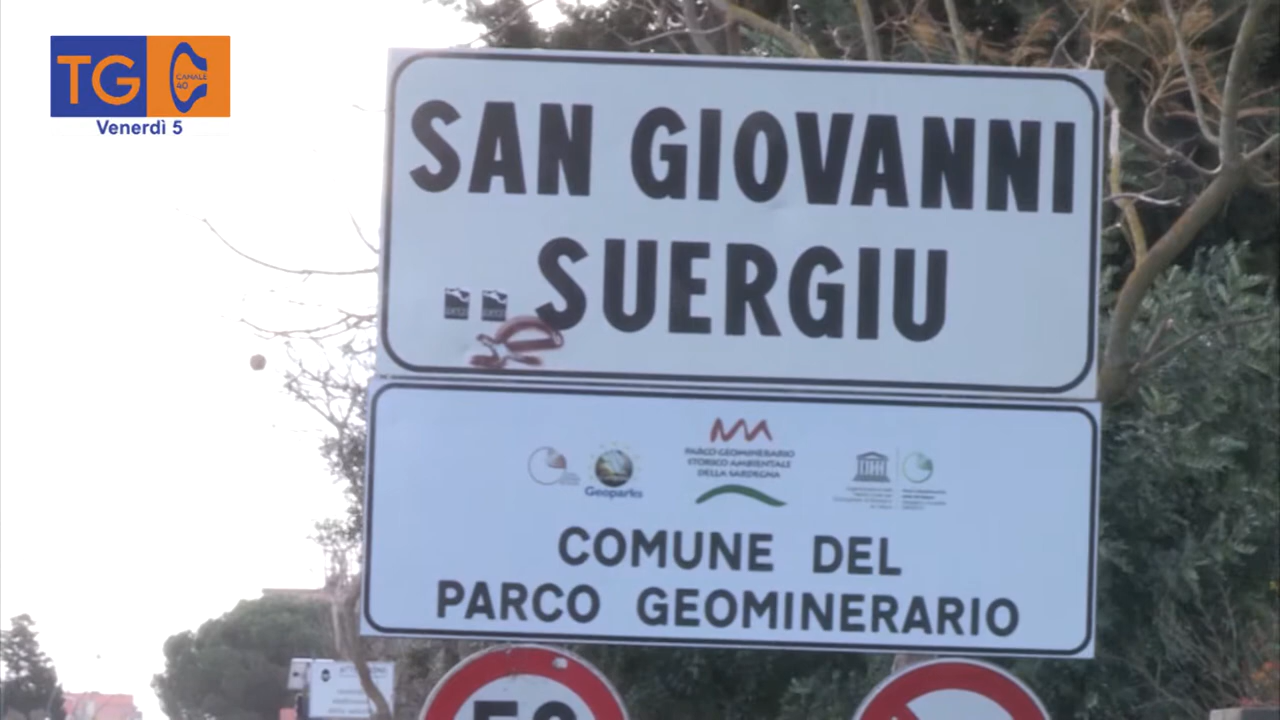 TG
CANALE
40
Venerdì 5
SAN GIOVANNI
SUERGIU
Geoparks
PARCO GEOMINERARIO
STORICO AMBIENTALE
DELLA SARDEGNA
COMUNE DEL
PARCO GEOMINERARIO
50